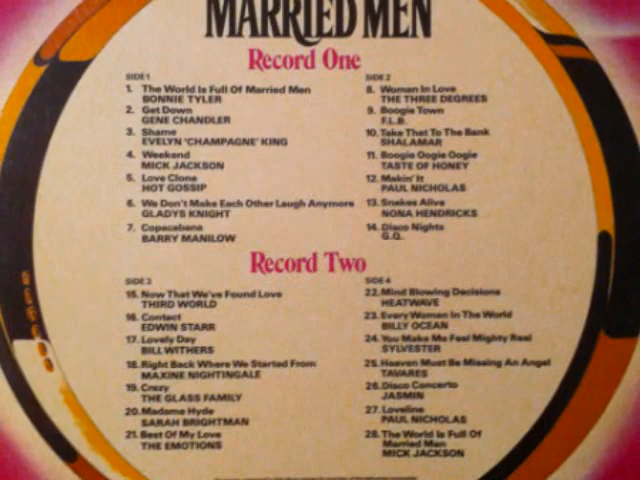 MARRIED MEN
Record One
SIDE 1
1. The World Is Full Of Married Men
BONNIE TYLER
2. Get Down
GENE CHANDLER
3. Shame
EVELYN 'CHAMPAGNE' KING
4. Weekend
MICK JACKSON
5. Love Clone
HOT GOSSIP
6. We Don't Make Each Other Laugh Anymore
GLADYS KNIGHT
7. Copacabana
BARRY MANILOW
SIDE 2
8. Woman In Love
THE THREE DEGREES
9. Boogie Town
F.L.B.
10. Take That To The Bank
SHALAMAR
11. Boogie Oogie Oogie
TASTE OF HONEY
12. Makin' It
PAUL NICHOLAS
13. Snakes Alive
NONA HENDRICKS
14. Disco Nights
G.Q.
Record Two
SIDE 3
15. Now That We've Found Love
THIRD WORLD
16. Contact
EDWIN STARR
17. Lovely Day
BILL WITHERS
18. Right Back Where We Started From
MAXINE NIGHTINGALE
19. Crazy
THE GLASS FAMILY
20. Madame Hyde
SARAH BRIGHTMAN
21. Best Of My Love
THE EMOTIONS
SIDE 4
22. Mind Blowing Decisions
HEATWAVE
23. Every Woman In The World
BILLY OCEAN
24. You Make Me Feel Mighty Real
SYLVESTER
25. Heaven Must Be Missing An Angel
TAVARES
26. Disco Concerto
JASMIN
27. Loveline
PAUL NICHOLAS
28. The World Is Full Of
Married Men
MICK JACKSON